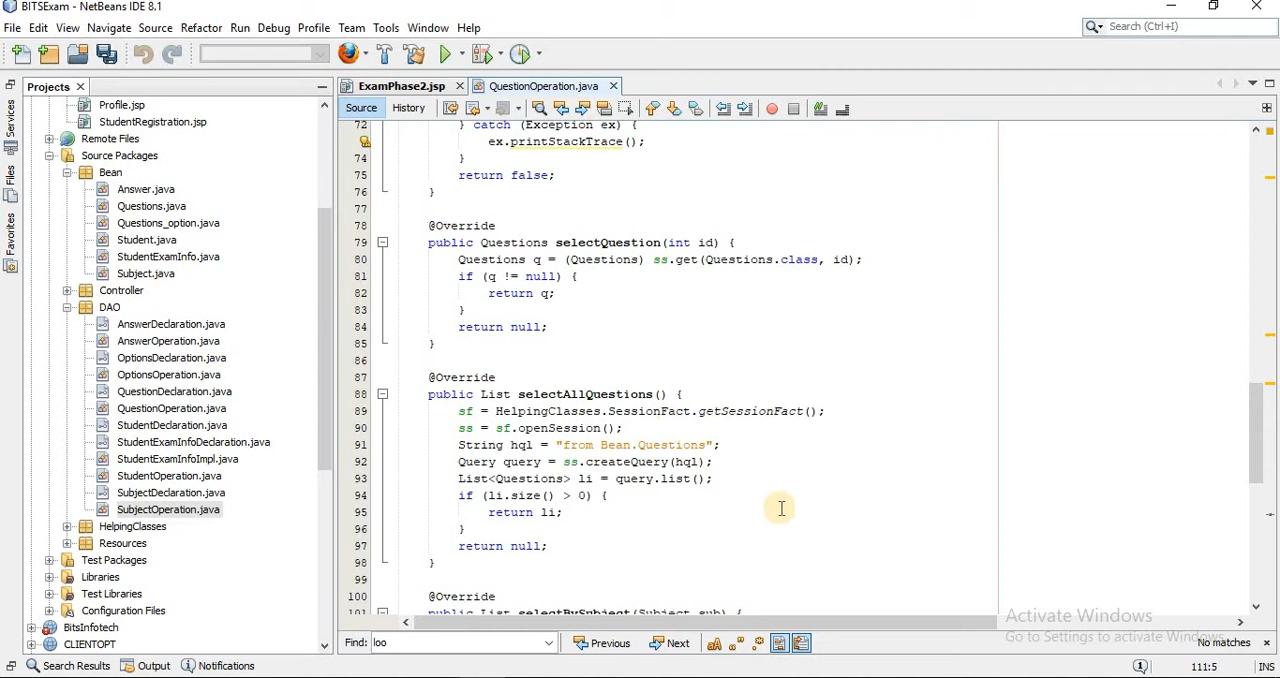 BITSExam - NetBeans IDE 8.1
File Edit View Navigate Source Refactor Run Debug Profile Team Tools Window Help
Search (Ctrl+I)
Projects
ExamPhase2.jsp
QuestionOperation.java
Source
History
Services
Files
Favorites
Profile.jsp
StudentRegistration.jsp
Remote Files
Source Packages
Bean
Answer.java
Questions.java
Questions_option.java
Student.java
StudentExamInfo.java
Subject.java
Controller
DAO
AnswerDeclaration.java
AnswerOperation.java
OptionsDeclaration.java
OptionsOperation.java
QuestionDeclaration.java
QuestionOperation.java
StudentDeclaration.java
StudentExamInfoDeclaration.java
StudentExamInfoImpl.java
StudentOperation.java
SubjectDeclaration.java
SubjectOperation.java
HelpingClasses
Resources
Test Packages
Libraries
Test Libraries
Configuration Files
BitsInfotech
CLIENTOPT
72 } catch (Exception ex) {
ex.printStackTrace();
74 }
75 return false;
76 }
77
78 @Override
79 public Questions selectQuestion(int id) {
80 Questions q = (Questions) ss.get(Questions.class, id);
81 if (q != null) {
82 return q;
83 }
84 return null;
85 }
86
87 @Override
88 public List selectAllQuestions() {
89 sf = HelpingClasses.SessionFact.getSessionFact();
90 ss = sf.openSession();
91 String hql = "from Bean.Questions";
92 Query query = ss.createQuery(hql);
93 List<Questions> li = query.list();
94 if (li.size() > 0) {
95 return li;
96 }
97 return null;
98 }
99
100 @Override
101 public List selectBySubject(Subject sub) {
Activate Windows
Go to Settings to activate Windows.
Find: loo
Previous
Next
No matches
Search Results
Output
Notifications
111:5
INS